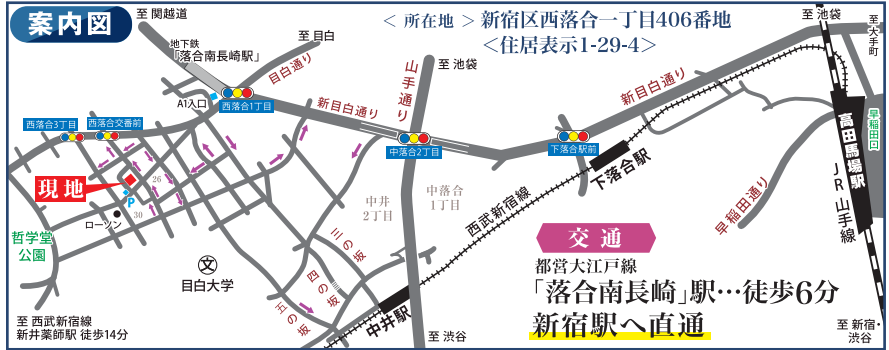 案内図
至 関越道
地下鉄
「落合南長崎駅」
至 目白
目白通り
A1入口
西落合1丁目
新目白通り
西落合3丁目
西落合交番前
<所在地> 新宿区西落合一丁目406番地
<住居表示1-29-4>
山手通り
至 池袋
中落合2丁目
新目白通り
下落合駅前
下落合駅
至 池袋
至 大手町
早稲田口
高田馬場駅
JR 山手線
早稲田通り
現地
P
26
30
ローソン
哲学堂
公園
文
目白大学
中井
2丁目
中落合
1丁目
西武新宿線
三の坂
四の坂
五の坂
中井駅
至 渋谷
至 西武新宿線
新井薬師駅 徒歩14分
交通
都営大江戸線
「落合南長崎」駅…徒歩6分
新宿駅へ直通
至 新宿・
渋谷